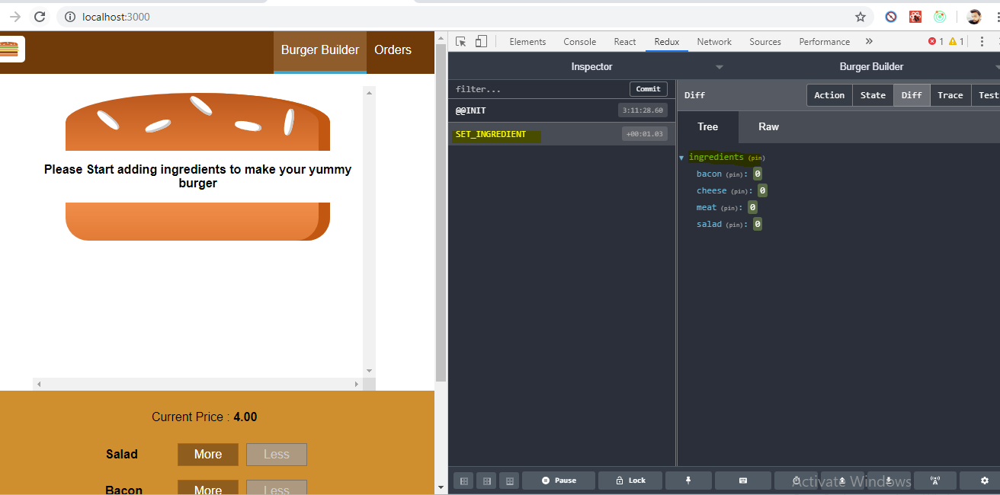 localhost:3000
Burger Builder Orders
Please Start adding ingredients to make your yummy
burger
Current Price : 4.00
Salad More Less
Bacon More Less
Elements Console React Redux Network Sources Performance » 1 1
Inspector Burger Builder
filter... Commit
@@INIT 3:11:28.60
SET_INGREDIENT +00:01.03
Diff Action State Diff Trace Test
Tree Raw
ingredients (pin)
bacon (pin): 0
cheese (pin): 0
meat (pin): 0
salad (pin): 0
Pause Lock
Activate Windows